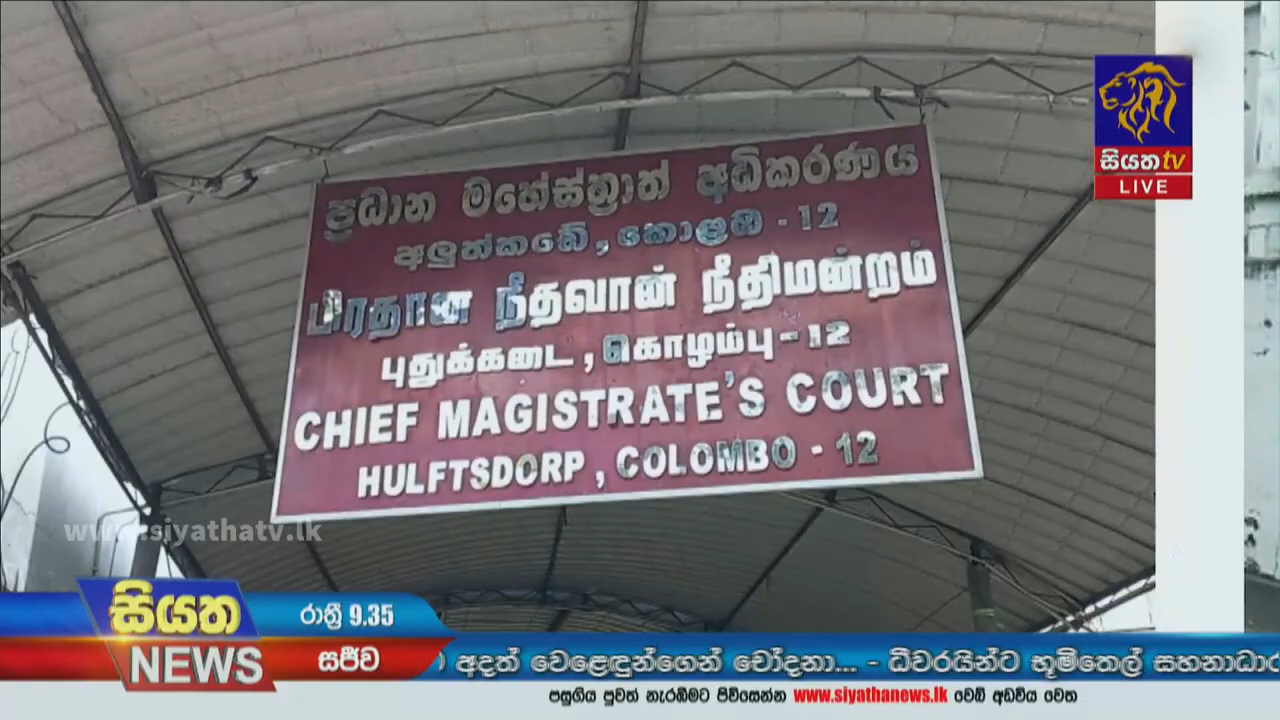 සියත tv
LIVE
ප්‍රධාන මහේස්ත්‍රාත් අධිකරණය
අලුත්කඩේ, කොළඹ - 12
பிரதான நீதவான் நீதிமன்றம்
புதுக்கடை, கொழும்பு - 12
CHIEF MAGISTRATE'S COURT
HULFTSDORP, COLOMBO - 12
www.siyathatv.lk
සියත
NEWS
රාත්‍රී 9.35
සජීව
අදත් වෙළෙඳුන්ගෙන් චෝදනා... - ධීවරයින්ට භූමිතෙල් සහනාධාර
පසුගිය පුවත් නැරඹීමට පිවිසෙන්න www.siyathanews.lk වෙබ් අඩවිය වෙත